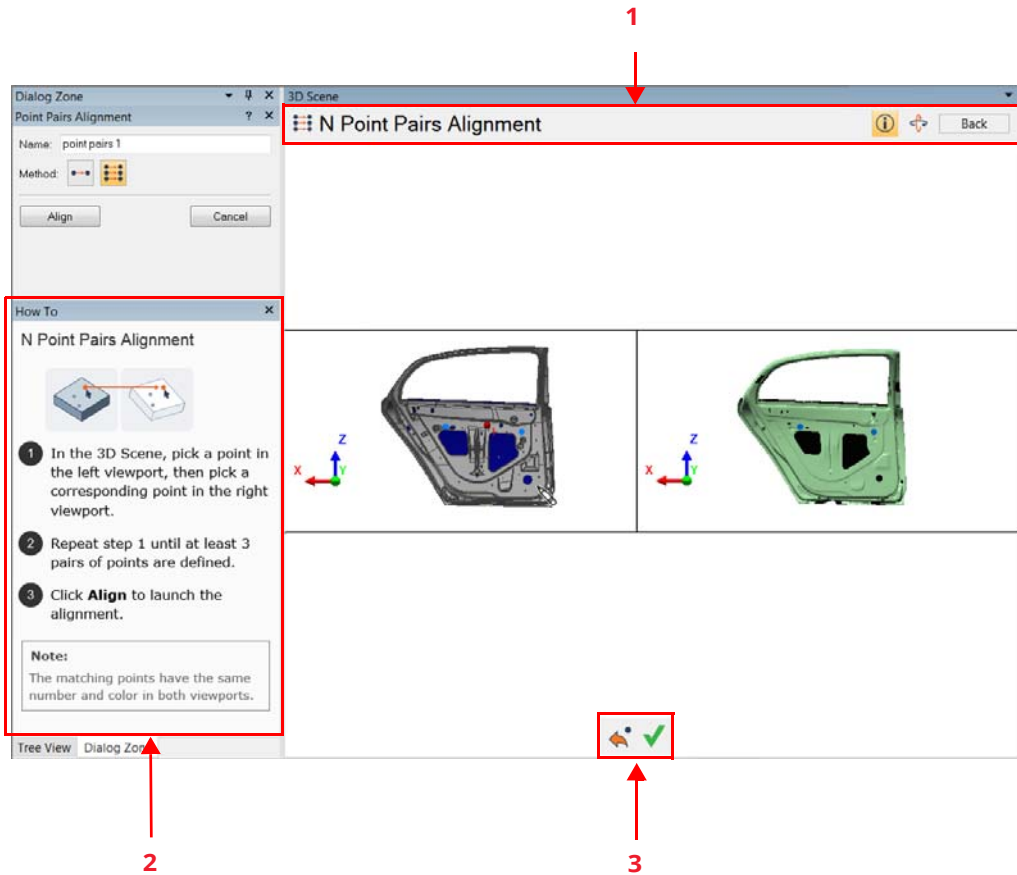 1
Dialog Zone
3D Scene
Point Pairs Alignment
?
N Point Pairs Alignment
Back
Name: point pairs 1
Method:
Align
Cancel
How To
N Point Pairs Alignment
1 In the 3D Scene, pick a point in
the left viewport, then pick a
corresponding point in the right
viewport.
2 Repeat step 1 until at least 3
pairs of points are defined.
3 Click Align to launch the
alignment.
Note:
The matching points have the same
number and color in both viewports.
Z
X
Y
Z
X
Y
Tree View
Dialog Zone
2
3